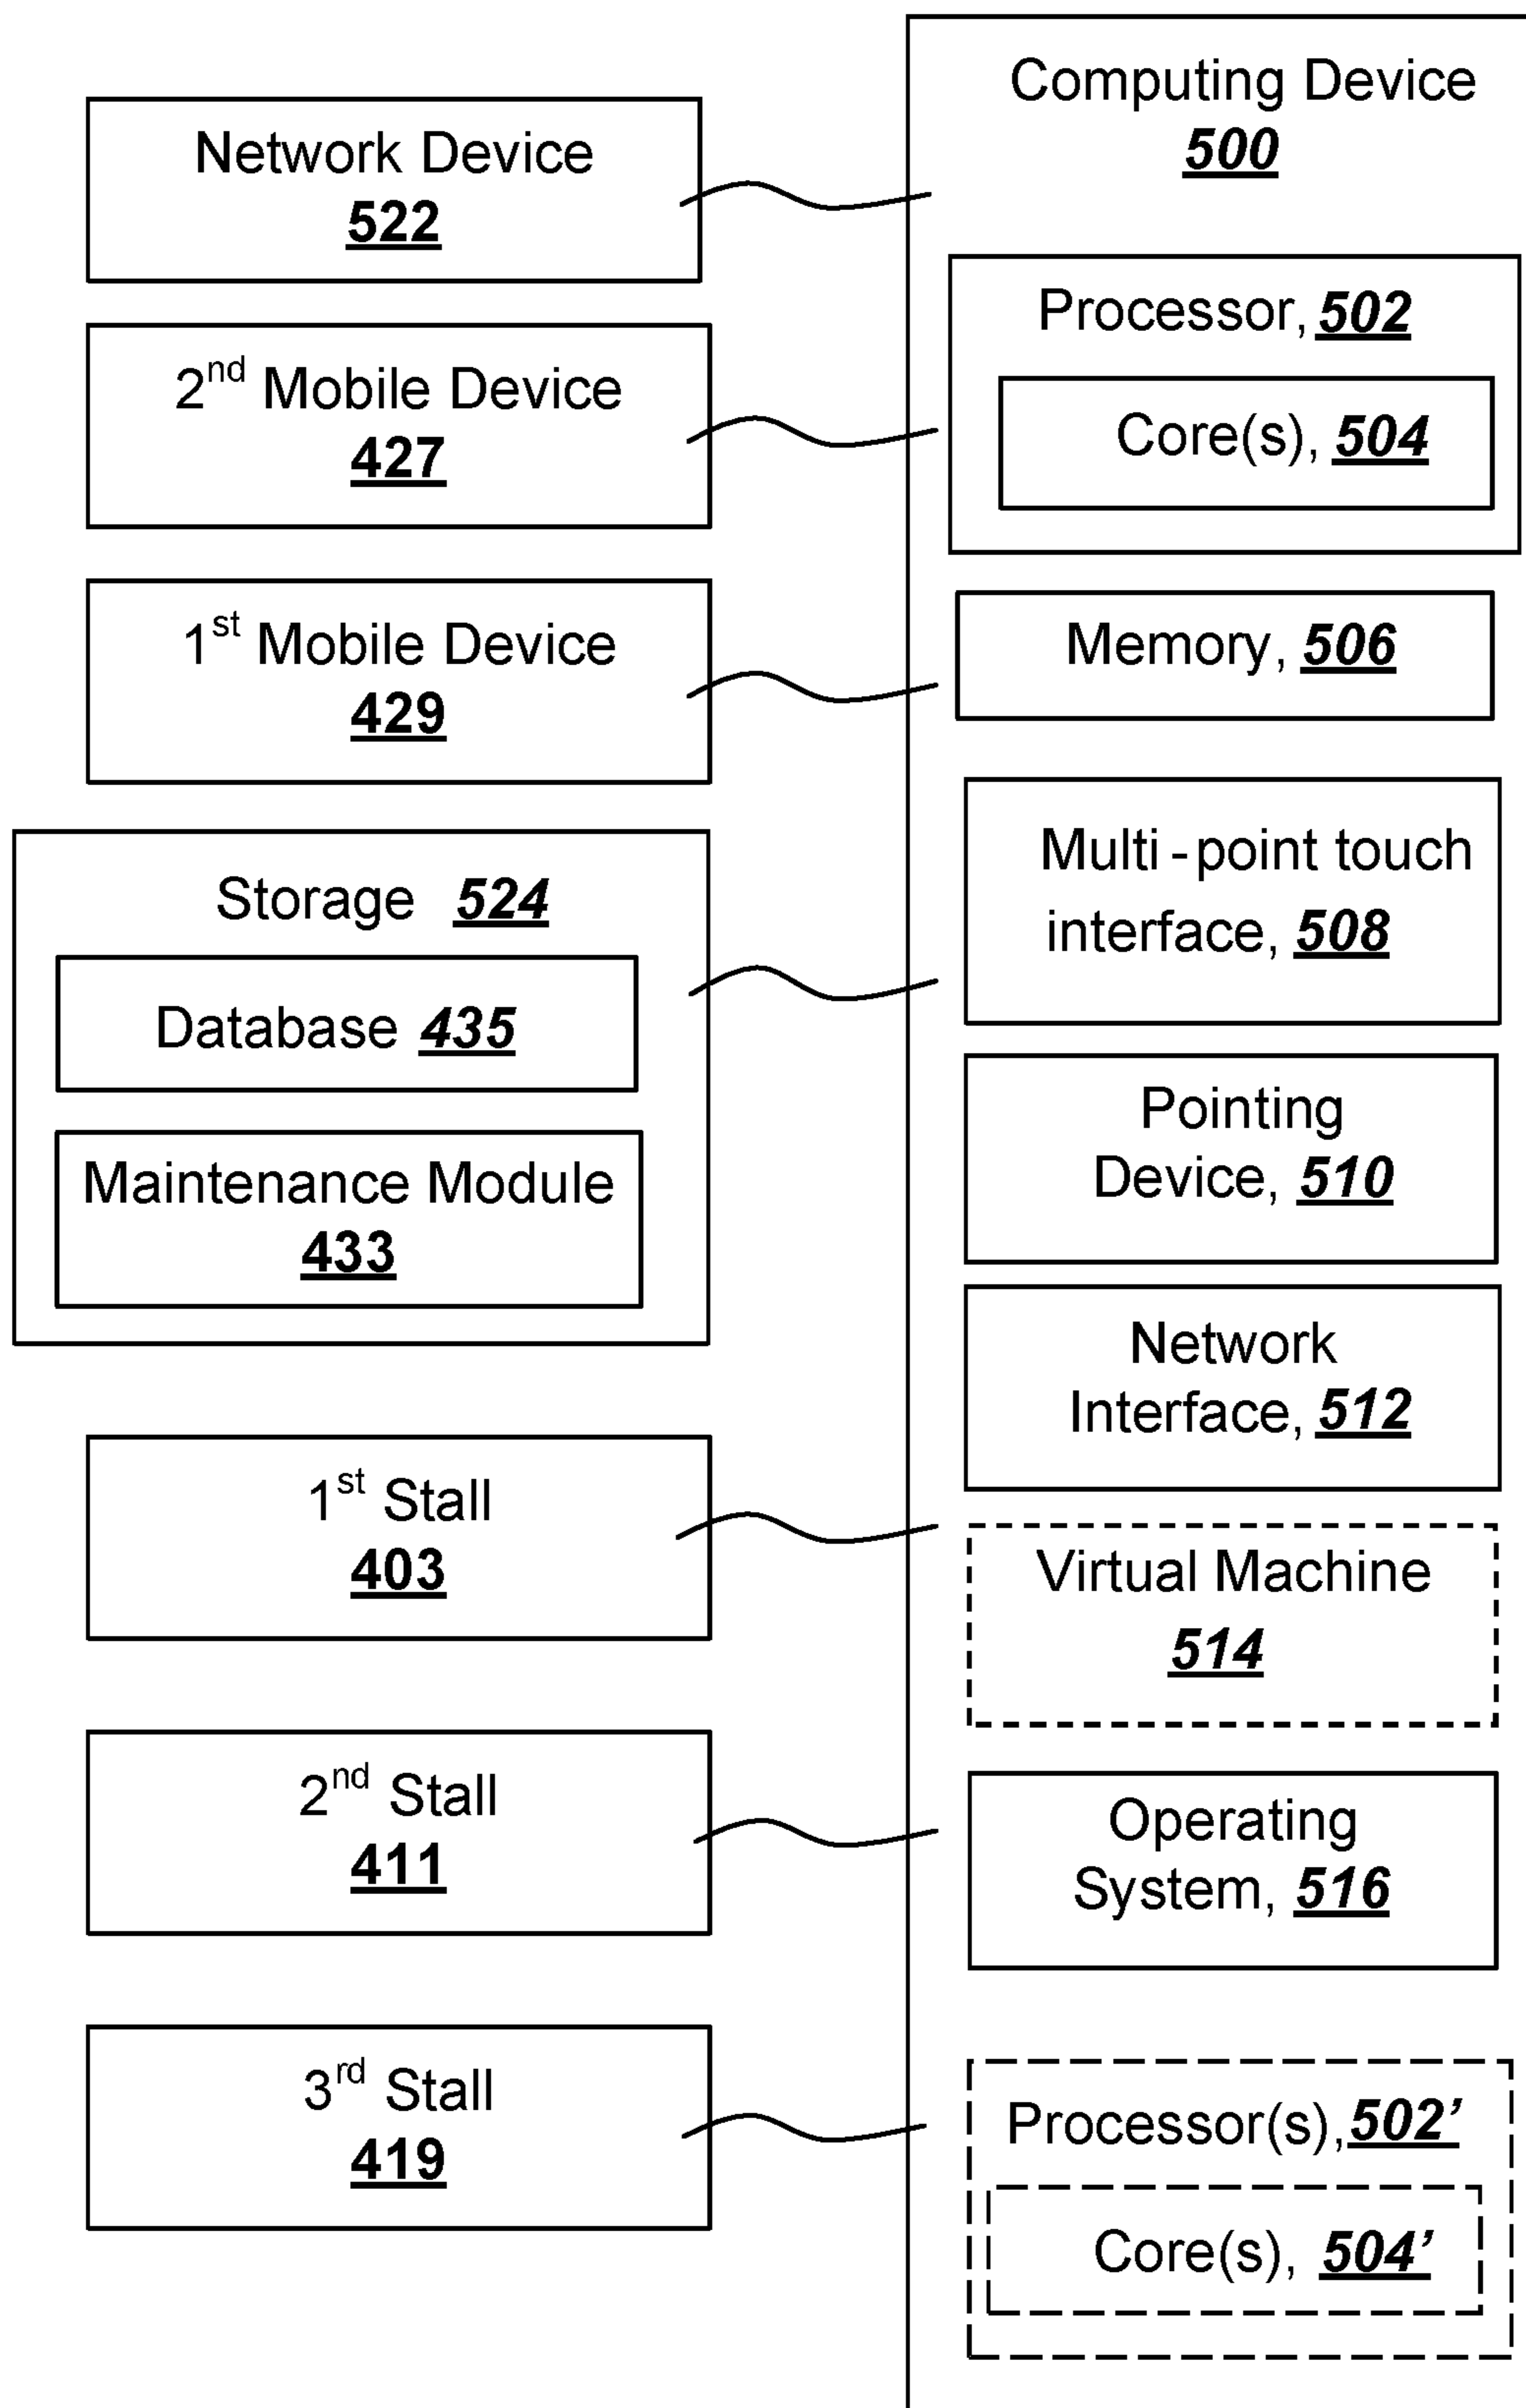 Network Device
522
2nd Mobile Device
427
1st Mobile Device
429
Storage 524
Database 435
Maintenance Module
433
1st Stall
403
2nd Stall
411
3rd Stall
419
Computing Device
500
Processor, 502
Core(s), 504
Memory, 506
Multi-point touch
interface, 508
Pointing
Device, 510
Network
Interface, 512
Virtual Machine
514
Operating
System, 516
Processor(s), 502’
Core(s), 504’